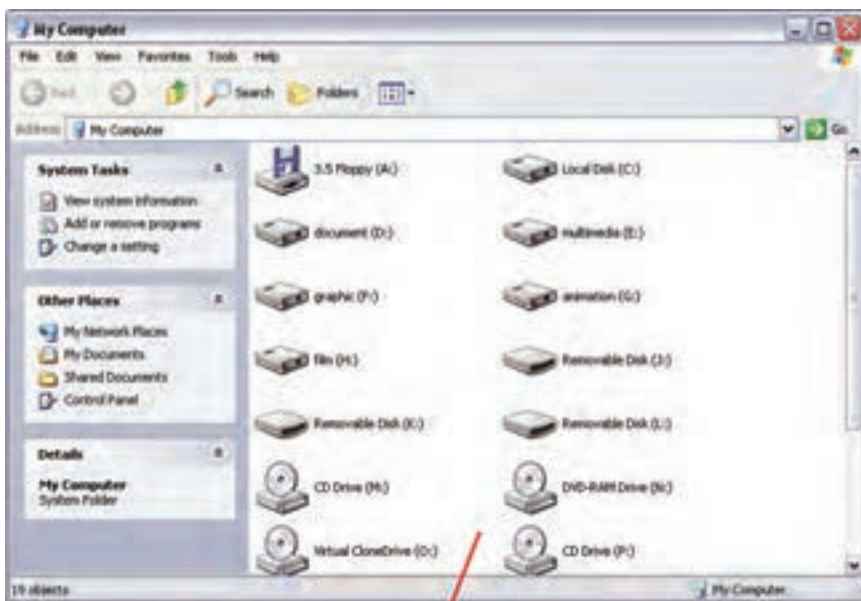 My Computer
File Edit View Favorites Tools Help
Back Search Folders
Address My Computer Go
System Tasks
View system information
Add or remove programs
Change a setting
Other Places
My Network Places
My Documents
Shared Documents
Control Panel
Details
My Computer
System Folder
3.5 Floppy (A:) Local Disk (C:)
document (D:) multimedia (E:)
graphic (F:) animation (G:)
film (H:) Removable Disk (J:)
Removable Disk (K:) Removable Disk (L:)
CD Drive (M:) DVD-RAM Drive (N:)
Virtual CloneDrive (O:) CD Drive (P:)
19 objects My Computer